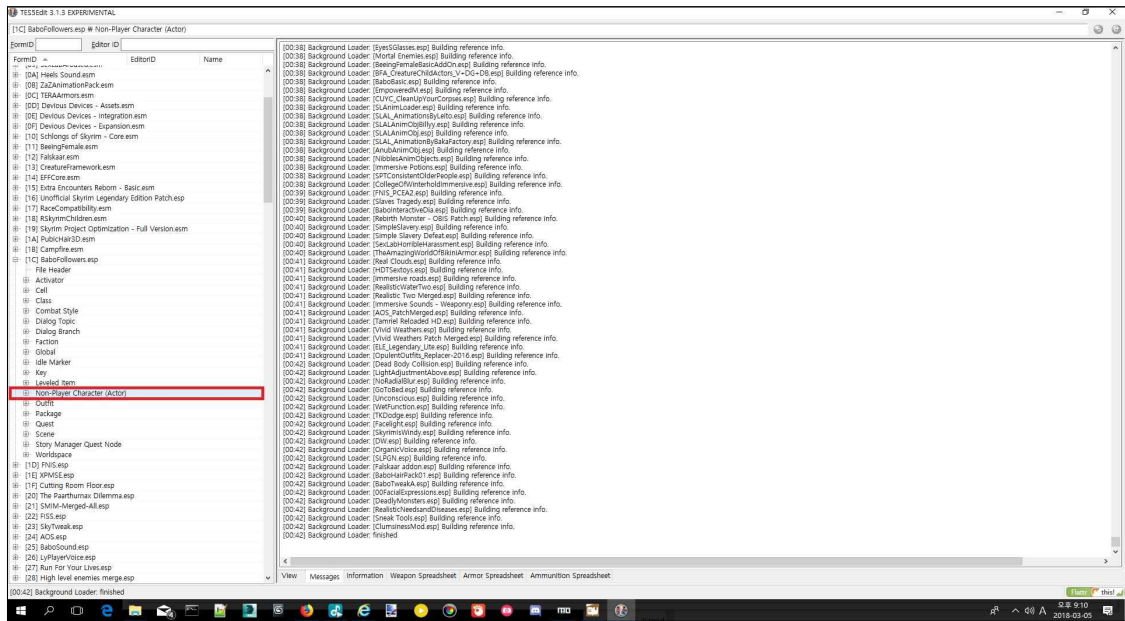 TES5Edit 3.1.3 EXPERIMENTAL
[1C] BaboFollowers.esp \ Non-Player Character (Actor)
FormID
Editor ID
FormID
EditorID
Name
[0A] Heels Sound.esm
[0B] ZaZAnimationPack.esm
[0C] TERAArmors.esm
[0D] Devious Devices - Assets.esm
[0E] Devious Devices - Integration.esm
[0F] Devious Devices - Expansion.esm
[10] Schlongs of Skyrim - Core.esm
[11] BeeingFemale.esm
[12] Falskaar.esm
[13] CreatureFramework.esm
[14] EFFCore.esm
[15] Extra Encounters Reborn - Basic.esm
[16] Unofficial Skyrim Legendary Edition Patch.esp
[17] RaceCompatibility.esm
[18] RSkyrimChildren.esm
[19] Skyrim Project Optimization - Full Version.esm
[1A] PubicHair3D.esm
[1B] Campfire.esm
[1C] BaboFollowers.esp
File Header
Activator
Cell
Class
Combat Style
Dialog Topic
Dialog Branch
Faction
Global
Idle Marker
Key
Leveled Item
Non-Player Character (Actor)
Outfit
Package
Quest
Scene
Story Manager Quest Node
Worldspace
[1D] FNIS.esp
[1E] XPMSE.esp
[1F] Cutting Room Floor.esp
[20] The Paarthurnax Dilemma.esp
[21] SMIM-Merged-All.esp
[22] FISS.esp
[23] SkyTweak.esp
[24] AOS.esp
[25] BaboSound.esp
[26] LyPlayerVoice.esp
[27] Run For Your Lives.esp
[28] High level enemies merge.esp
[00:38] Background Loader: [EyesSGlasses.esp] Building reference info.
[00:38] Background Loader: [Mortal Enemies.esp] Building reference info.
[00:38] Background Loader: [BeeingFemaleBasicAddOn.esp] Building reference info.
[00:38] Background Loader: [BFA_CreatureChildActors_V+DG+DB.esp] Building reference info.
[00:38] Background Loader: [BaboBasic.esp] Building reference info.
[00:38] Background Loader: [EmpoweredM.esp] Building reference info.
[00:38] Background Loader: [CUYC_CleanUpYourCorpses.esp] Building reference info.
[00:38] Background Loader: [SLAnimLoader.esp] Building reference info.
[00:38] Background Loader: [SLAL_AnimationsByLeito.esp] Building reference info.
[00:38] Background Loader: [SLALAnimObjBillyy.esp] Building reference info.
[00:38] Background Loader: [SLALAnimObj.esp] Building reference info.
[00:38] Background Loader: [SLAL_AnimationByBakaFactory.esp] Building reference info.
[00:38] Background Loader: [AnubAnimObj.esp] Building reference info.
[00:38] Background Loader: [NibblesAnimObjects.esp] Building reference info.
[00:38] Background Loader: [Immersive Potions.esp] Building reference info.
[00:38] Background Loader: [SPTConsistentOlderPeople.esp] Building reference info.
[00:38] Background Loader: [CollegeOfWinterholdImmersive.esp] Building reference info.
[00:39] Background Loader: [FNIS_PCEA2.esp] Building reference info.
[00:39] Background Loader: [Slaves Tragedy.esp] Building reference info.
[00:39] Background Loader: [BaboInteractiveDia.esp] Building reference info.
[00:40] Background Loader: [Rebirth Monster - OBIS Patch.esp] Building reference info.
[00:40] Background Loader: [SimpleSlavery.esp] Building reference info.
[00:40] Background Loader: [Simple Slavery Defeat.esp] Building reference info.
[00:40] Background Loader: [SexLabHorribleHarassment.esp] Building reference info.
[00:40] Background Loader: [TheAmazingWorldOfBikiniArmor.esp] Building reference info.
[00:41] Background Loader: [Real Clouds.esp] Building reference info.
[00:41] Background Loader: [HDTSextoys.esp] Building reference info.
[00:41] Background Loader: [Immersive roads.esp] Building reference info.
[00:41] Background Loader: [RealisticWaterTwo.esp] Building reference info.
[00:41] Background Loader: [Realistic Two Merged.esp] Building reference info.
[00:41] Background Loader: [Immersive Sounds - Weaponry.esp] Building reference info.
[00:41] Background Loader: [AOS_PatchMerged.esp] Building reference info.
[00:41] Background Loader: [Tamriel Reloaded HD.esp] Building reference info.
[00:41] Background Loader: [Vivid Weathers.esp] Building reference info.
[00:41] Background Loader: [Vivid Weathers Patch Merged.esp] Building reference info.
[00:41] Background Loader: [ELE_Legendary_Lite.esp] Building reference info.
[00:41] Background Loader: [OpulentOutfits_Replacer-2016.esp] Building reference info.
[00:42] Background Loader: [Dead Body Collision.esp] Building reference info.
[00:42] Background Loader: [LightAdjustmentAbove.esp] Building reference info.
[00:42] Background Loader: [NoRadialBlur.esp] Building reference info.
[00:42] Background Loader: [GoToBed.esp] Building reference info.
[00:42] Background Loader: [Unconscious.esp] Building reference info.
[00:42] Background Loader: [WetFunction.esp] Building reference info.
[00:42] Background Loader: [TKDodge.esp] Building reference info.
[00:42] Background Loader: [Facelight.esp] Building reference info.
[00:42] Background Loader: [SkyrimIsWindy.esp] Building reference info.
[00:42] Background Loader: [DW.esp] Building reference info.
[00:42] Background Loader: [OrganicVoice.esp] Building reference info.
[00:42] Background Loader: [SLPGN.esp] Building reference info.
[00:42] Background Loader: [Falskaar addon.esp] Building reference info.
[00:42] Background Loader: [BaboHairPack01.esp] Building reference info.
[00:42] Background Loader: [BaboTweakA.esp] Building reference info.
[00:42] Background Loader: [00FacialExpressions.esp] Building reference info.
[00:42] Background Loader: [DeadlyMonsters.esp] Building reference info.
[00:42] Background Loader: [RealisticNeedsandDiseases.esp] Building reference info.
[00:42] Background Loader: [Sneak Tools.esp] Building reference info.
[00:42] Background Loader: [ClumsinessMod.esp] Building reference info.
[00:42] Background Loader: finished
View Messages Information Weapon Spreadsheet Armor Spreadsheet Ammunition Spreadsheet
[00:42] Background Loader: finished
this!
A
오후 9:10
2018-03-05